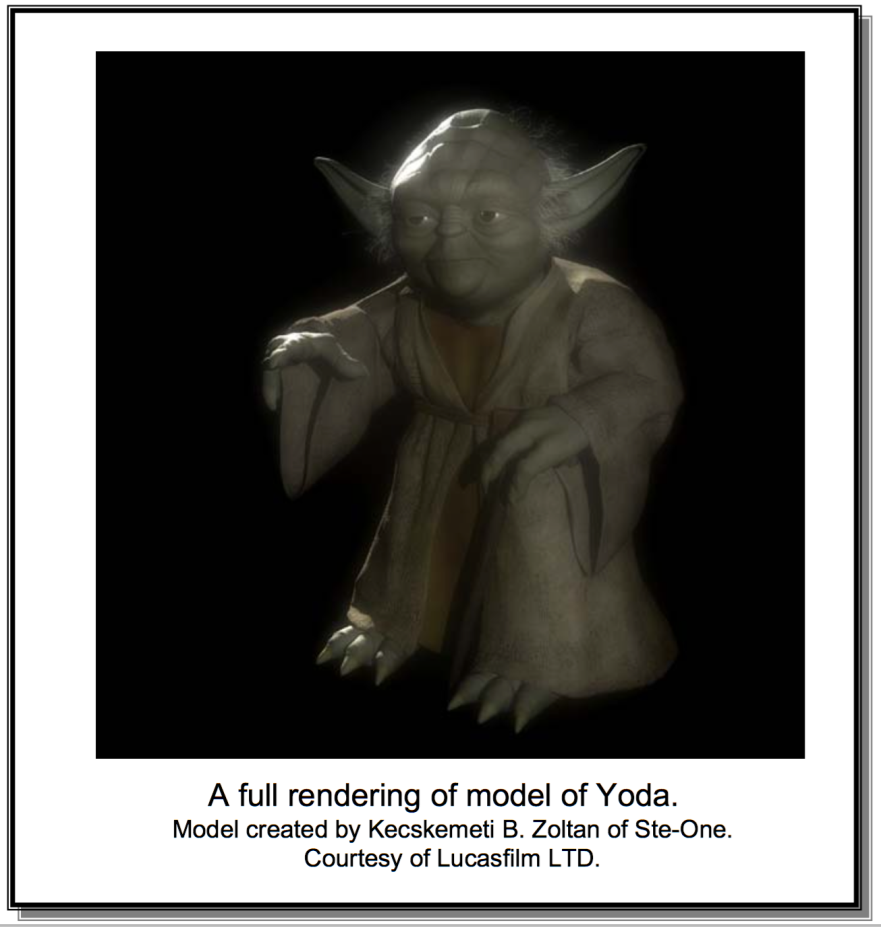 A full rendering of model of Yoda.
Model created by Kecskemeti B. Zoltan of Ste-One.
Courtesy of Lucasfilm LTD.